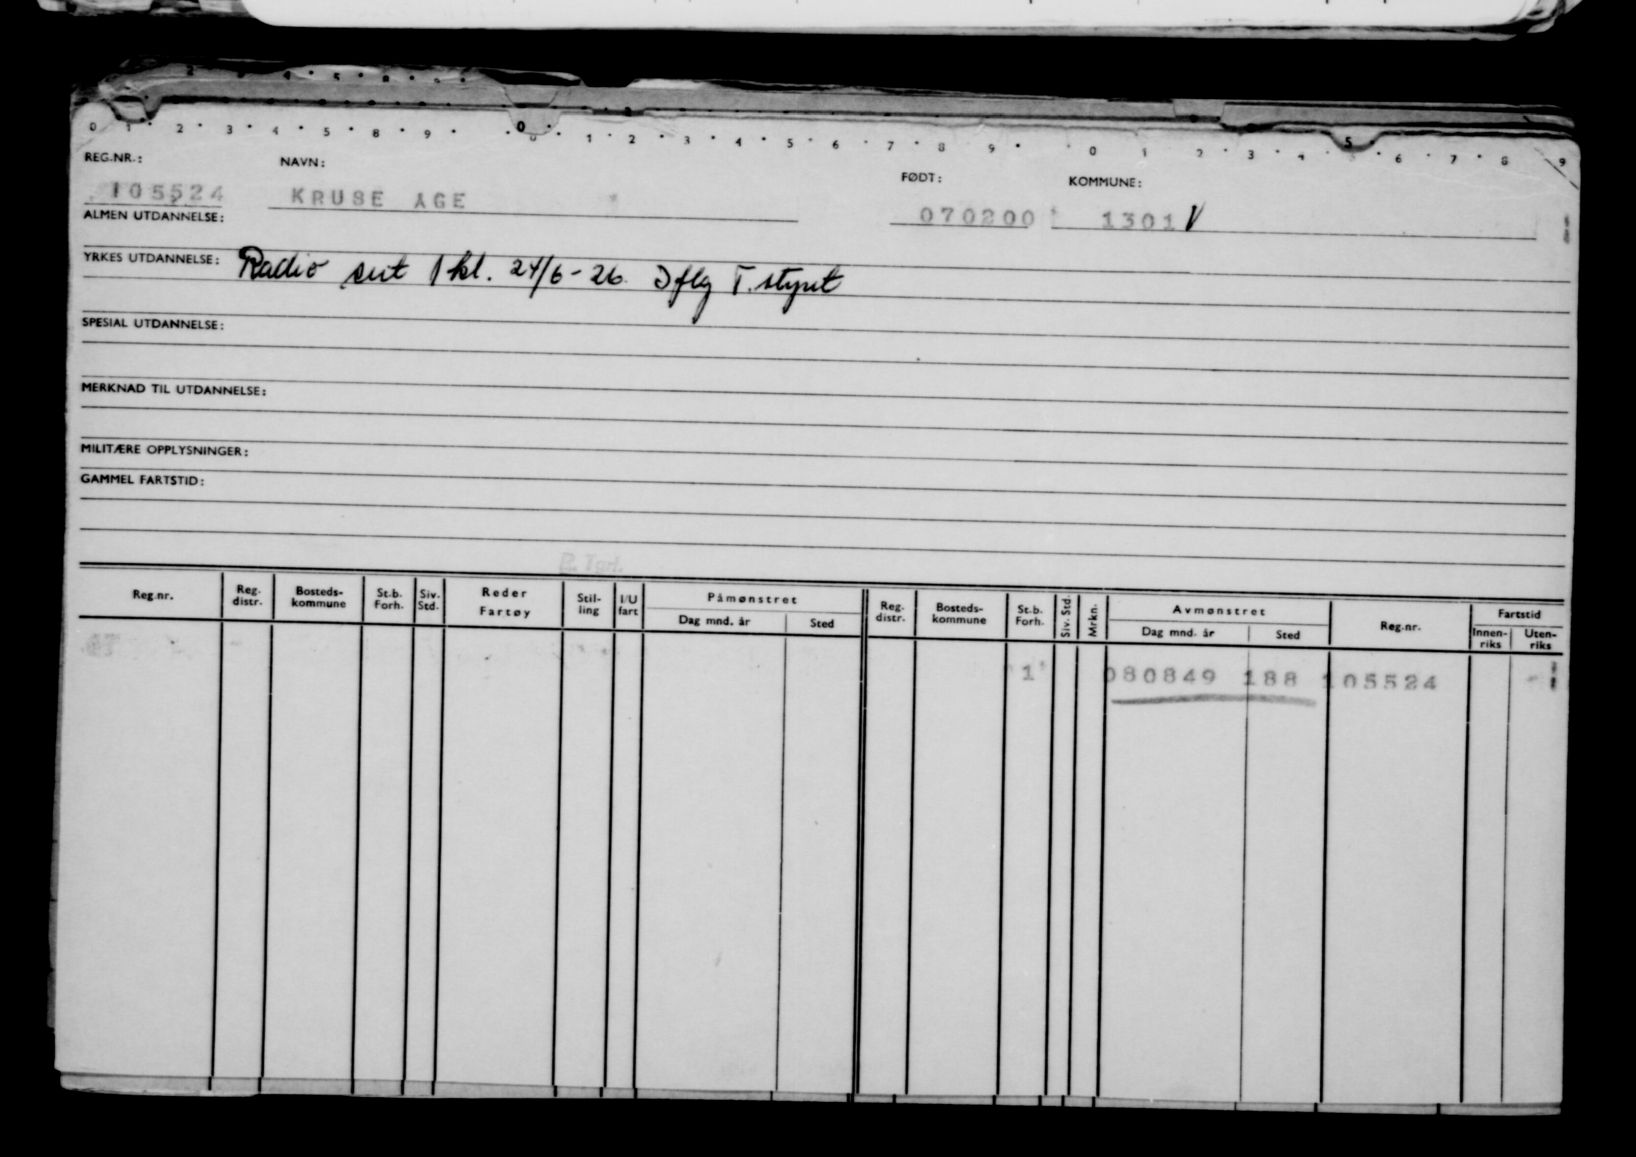 0 1 2 3 4 5 8 9 0 1 2 3 4 5 6 7 8 9 0 1 2 3 4 5 6 7 8 9
REG.NR.: NAVN: FØDT: KOMMUNE:
105524 KRUSE AGE 070200 1301 V
ALMEN UTDANNELSE:
YRKES UTDANNELSE: Radio sert 1 kl. 24/6-26 Iflg T.styret
SPESIAL UTDANNELSE:
MERKNAD TIL UTDANNELSE:
MILITÆRE OPPLYSNINGER:
GAMMEL FARTSTID:
Reg.nr. Reg. distr. Bosteds-kommune St.b. Forh. Siv. Std. Reder Fartøy Stil-ling I/U fart Påmønstret Dag mnd. år Sted Reg. distr. Bosteds-kommune St.b. Forh. Siv. Std. Mrkn. Avmønstret Dag mnd. år Sted Reg.nr. Fartstid Innen-riks Uten-riks
1 080849 188 105524